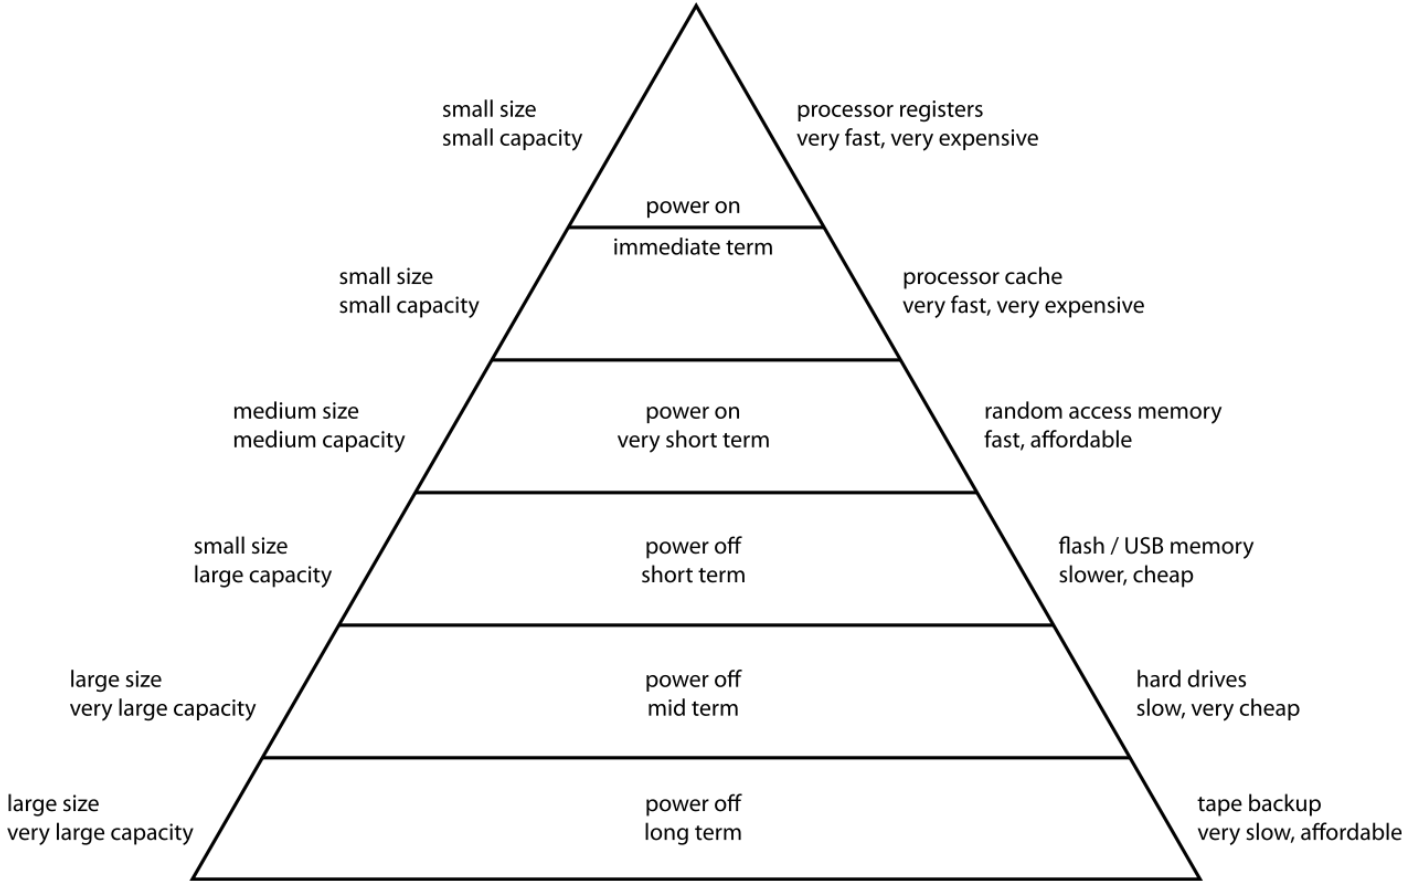 small size
small capacity
processor registers
very fast, very expensive
power on
immediate term
small size
small capacity
processor cache
very fast, very expensive
medium size
medium capacity
power on
very short term
random access memory
fast, affordable
small size
large capacity
power off
short term
flash / USB memory
slower, cheap
large size
very large capacity
power off
mid term
hard drives
slow, very cheap
large size
very large capacity
power off
long term
tape backup
very slow, affordable